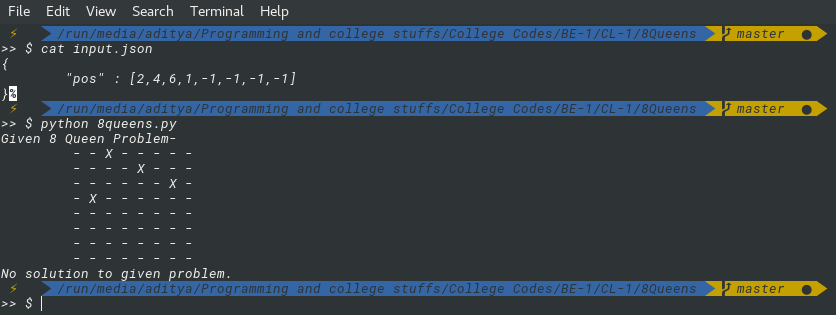 File Edit View Search Terminal Help
⚡ /run/media/aditya/Programming and college stuffs/College Codes/BE-1/CL-1/8Queens master ●
>> $ cat input.json
{
"pos" : [2,4,6,1,-1,-1,-1,-1]
}%
⚡ /run/media/aditya/Programming and college stuffs/College Codes/BE-1/CL-1/8Queens master ●
>> $ python 8queens.py
Given 8 Queen Problem-
- - X - - - - -
- - - - X - - -
- - - - - - X -
- X - - - - - -
- - - - - - - -
- - - - - - - -
- - - - - - - -
- - - - - - - -
No solution to given problem.
⚡ /run/media/aditya/Programming and college stuffs/College Codes/BE-1/CL-1/8Queens master ●
>> $